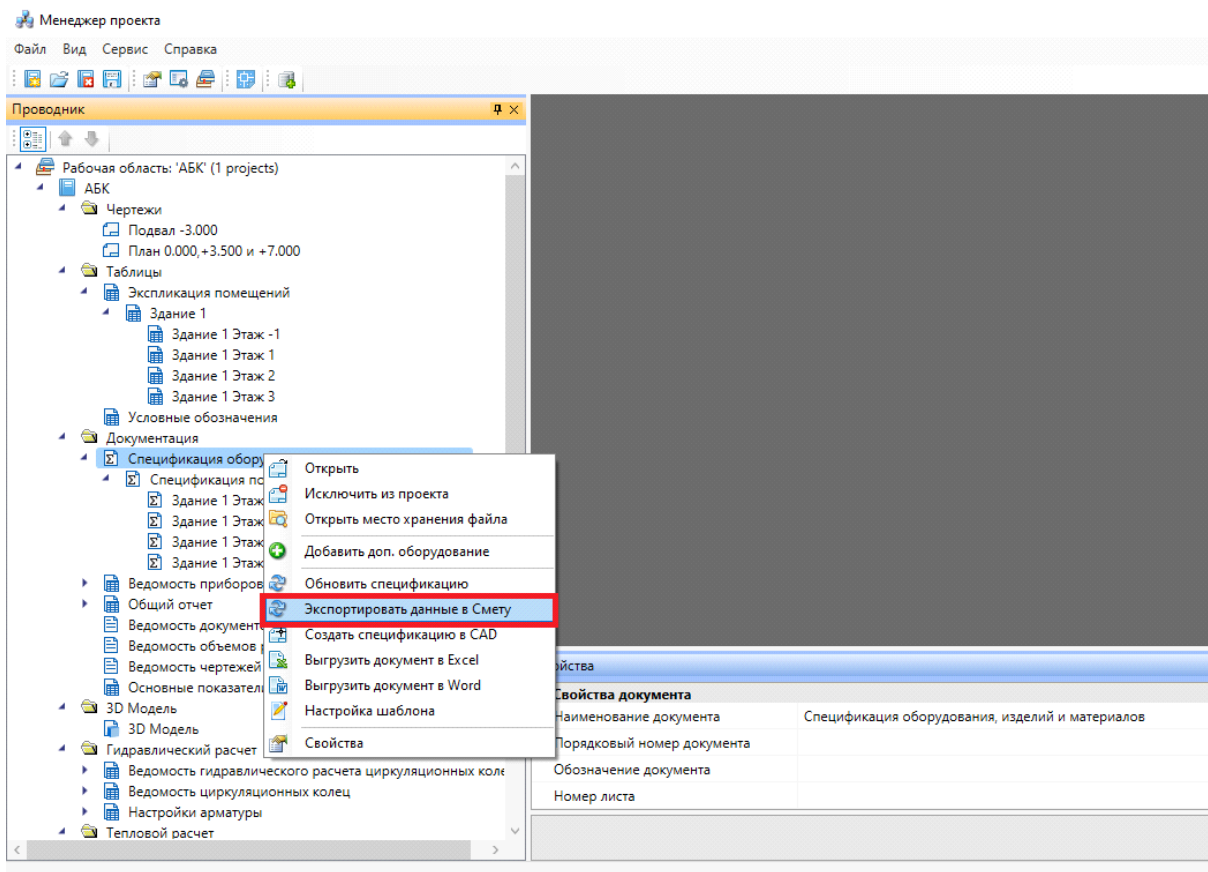 Менеджер проекта
Файл Вид Сервис Справка
Проводник
Рабочая область: 'АБК' (1 projects)
АБК
Чертежи
Подвал -3.000
План 0.000,+3.500 и +7.000
Таблицы
Экспликация помещений
Здание 1
Здание 1 Этаж -1
Здание 1 Этаж 1
Здание 1 Этаж 2
Здание 1 Этаж 3
Условные обозначения
Документация
Спецификация обору
Спецификация по
Здание 1 Этаж
Здание 1 Этаж
Здание 1 Этаж
Здание 1 Этаж
Ведомость приборов
Общий отчет
Ведомость документ
Ведомость объемов
Ведомость чертежей
Основные показател
3D Модель
3D Модель
Гидравлический расчет
Ведомость гидравлического расчета циркуляционных коле
Ведомость циркуляционных колец
Настройки арматуры
Тепловой расчет
Открыть
Исключить из проекта
Открыть место хранения файла
Добавить доп. оборудование
Обновить спецификацию
Экспортировать данные в Смету
Создать спецификацию в CAD
Выгрузить документ в Excel
Выгрузить документ в Word
Настройка шаблона
Свойства
ойства
Свойства документа
Наименование документа Спецификация оборудования, изделий и материалов
Порядковый номер документа
Обозначение документа
Номер листа